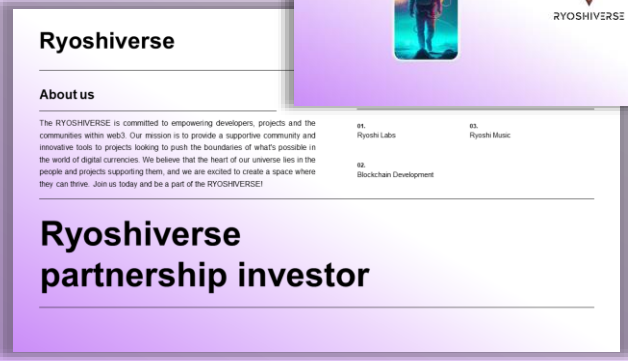 RYOSHIVERSE
Ryoshiverse
About us
The RYOSHIVERSE is committed to empowering developers, projects and the
communities within web3. Our mission is to provide a supportive community and
innovative tools to projects looking to push the boundaries of what's possible in
the world of digital currencies. We believe that the heart of our universe lies in the
people and projects supporting them, and we are excited to create a space where
they can thrive. Join us today and be a part of the RYOSHIVERSE!
01.
Ryoshi Labs
03.
Ryoshi Music
02.
Blockchain Development
Ryoshiverse
partnership investor